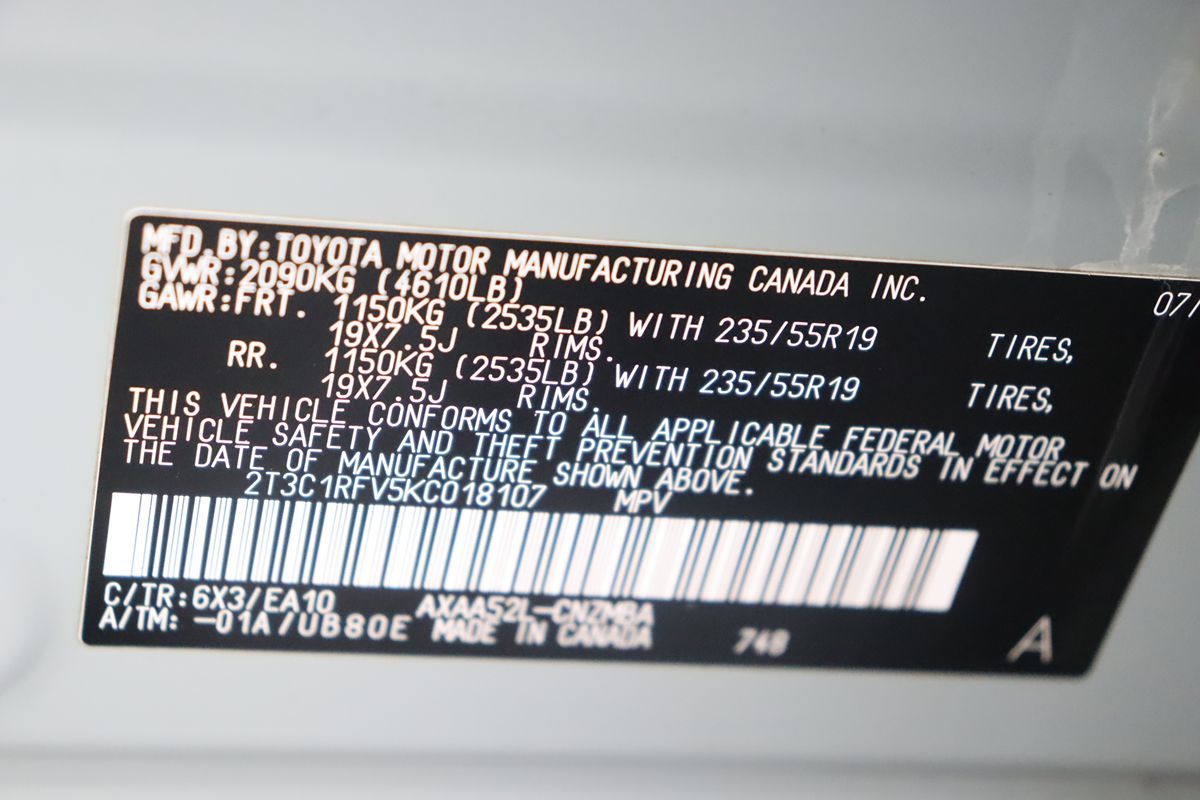 MFD.BY:TOYOTA MOTOR MANUFACTURING CANADA INC. 07/
GVWR:2090KG (4610LB)
GAWR:FRT. 1150KG (2535LB) WITH 235/55R19 TIRES,
19X7.5J RIMS.
RR. 1150KG (2535LB) WITH 235/55R19 TIRES,
19X7.5J RIMS.
THIS VEHICLE CONFORMS TO ALL APPLICABLE FEDERAL MOTOR
VEHICLE SAFETY AND THEFT PREVENTION STANDARDS IN EFFECT ON
THE DATE OF MANUFACTURE SHOWN ABOVE.
2T3C1RFV5KC018107 MPV
C/TR:6X3/EA10 AXAA52L-CNZMBA
A/TM: -01A/UB80E MADE IN CANADA 74B A